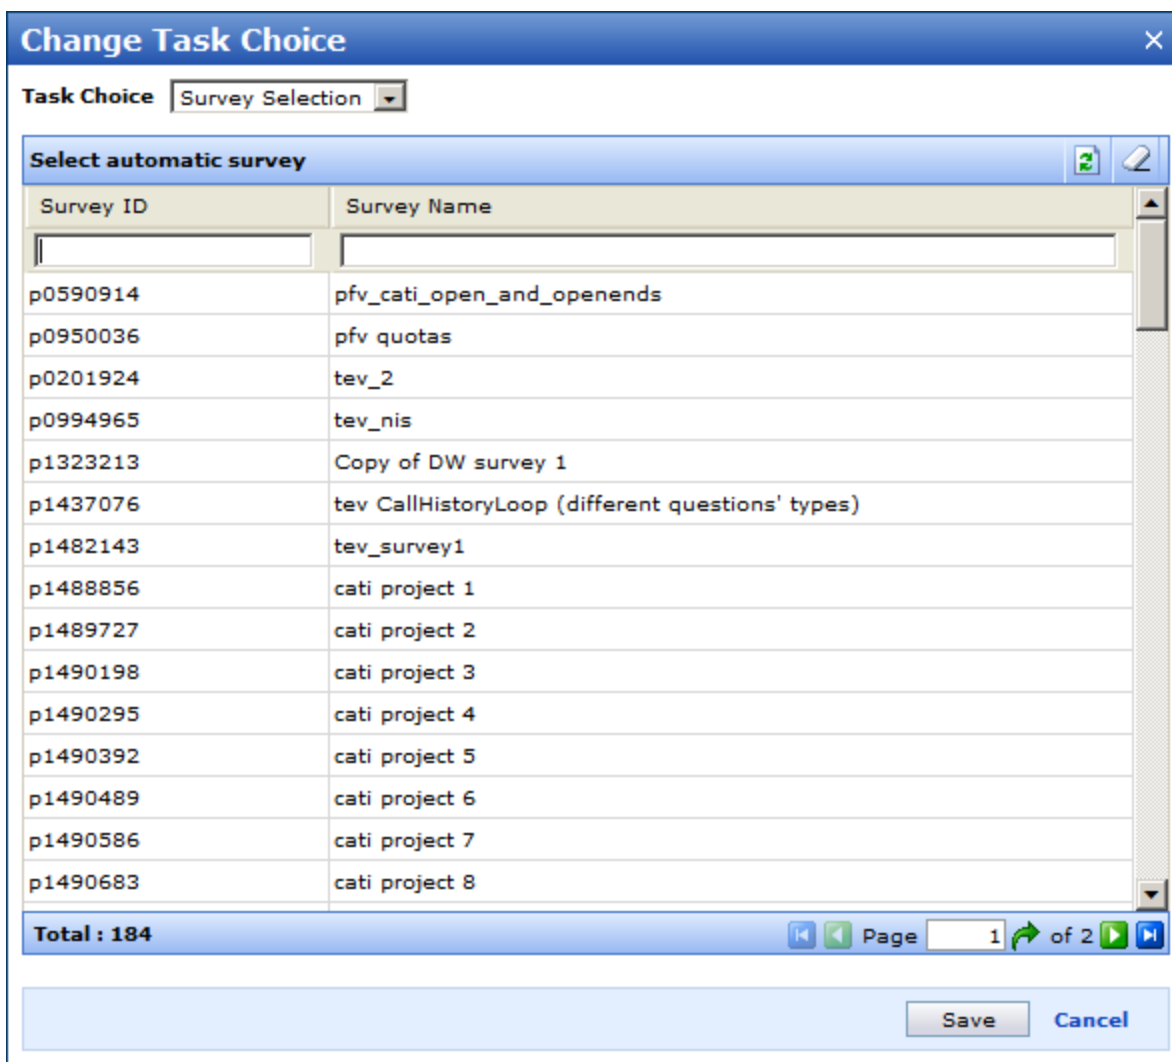 Change Task Choice
Task Choice Survey Selection
Select automatic survey
Survey ID Survey Name
p0590914 pfv_cati_open_and_openends
p0950036 pfv quotas
p0201924 tev_2
p0994965 tev_nis
p1323213 Copy of DW survey 1
p1437076 tev CallHistoryLoop (different questions' types)
p1482143 tev_survey1
p1488856 cati project 1
p1489727 cati project 2
p1490198 cati project 3
p1490295 cati project 4
p1490392 cati project 5
p1490489 cati project 6
p1490586 cati project 7
p1490683 cati project 8
Total : 184 Page 1 of 2
Save Cancel